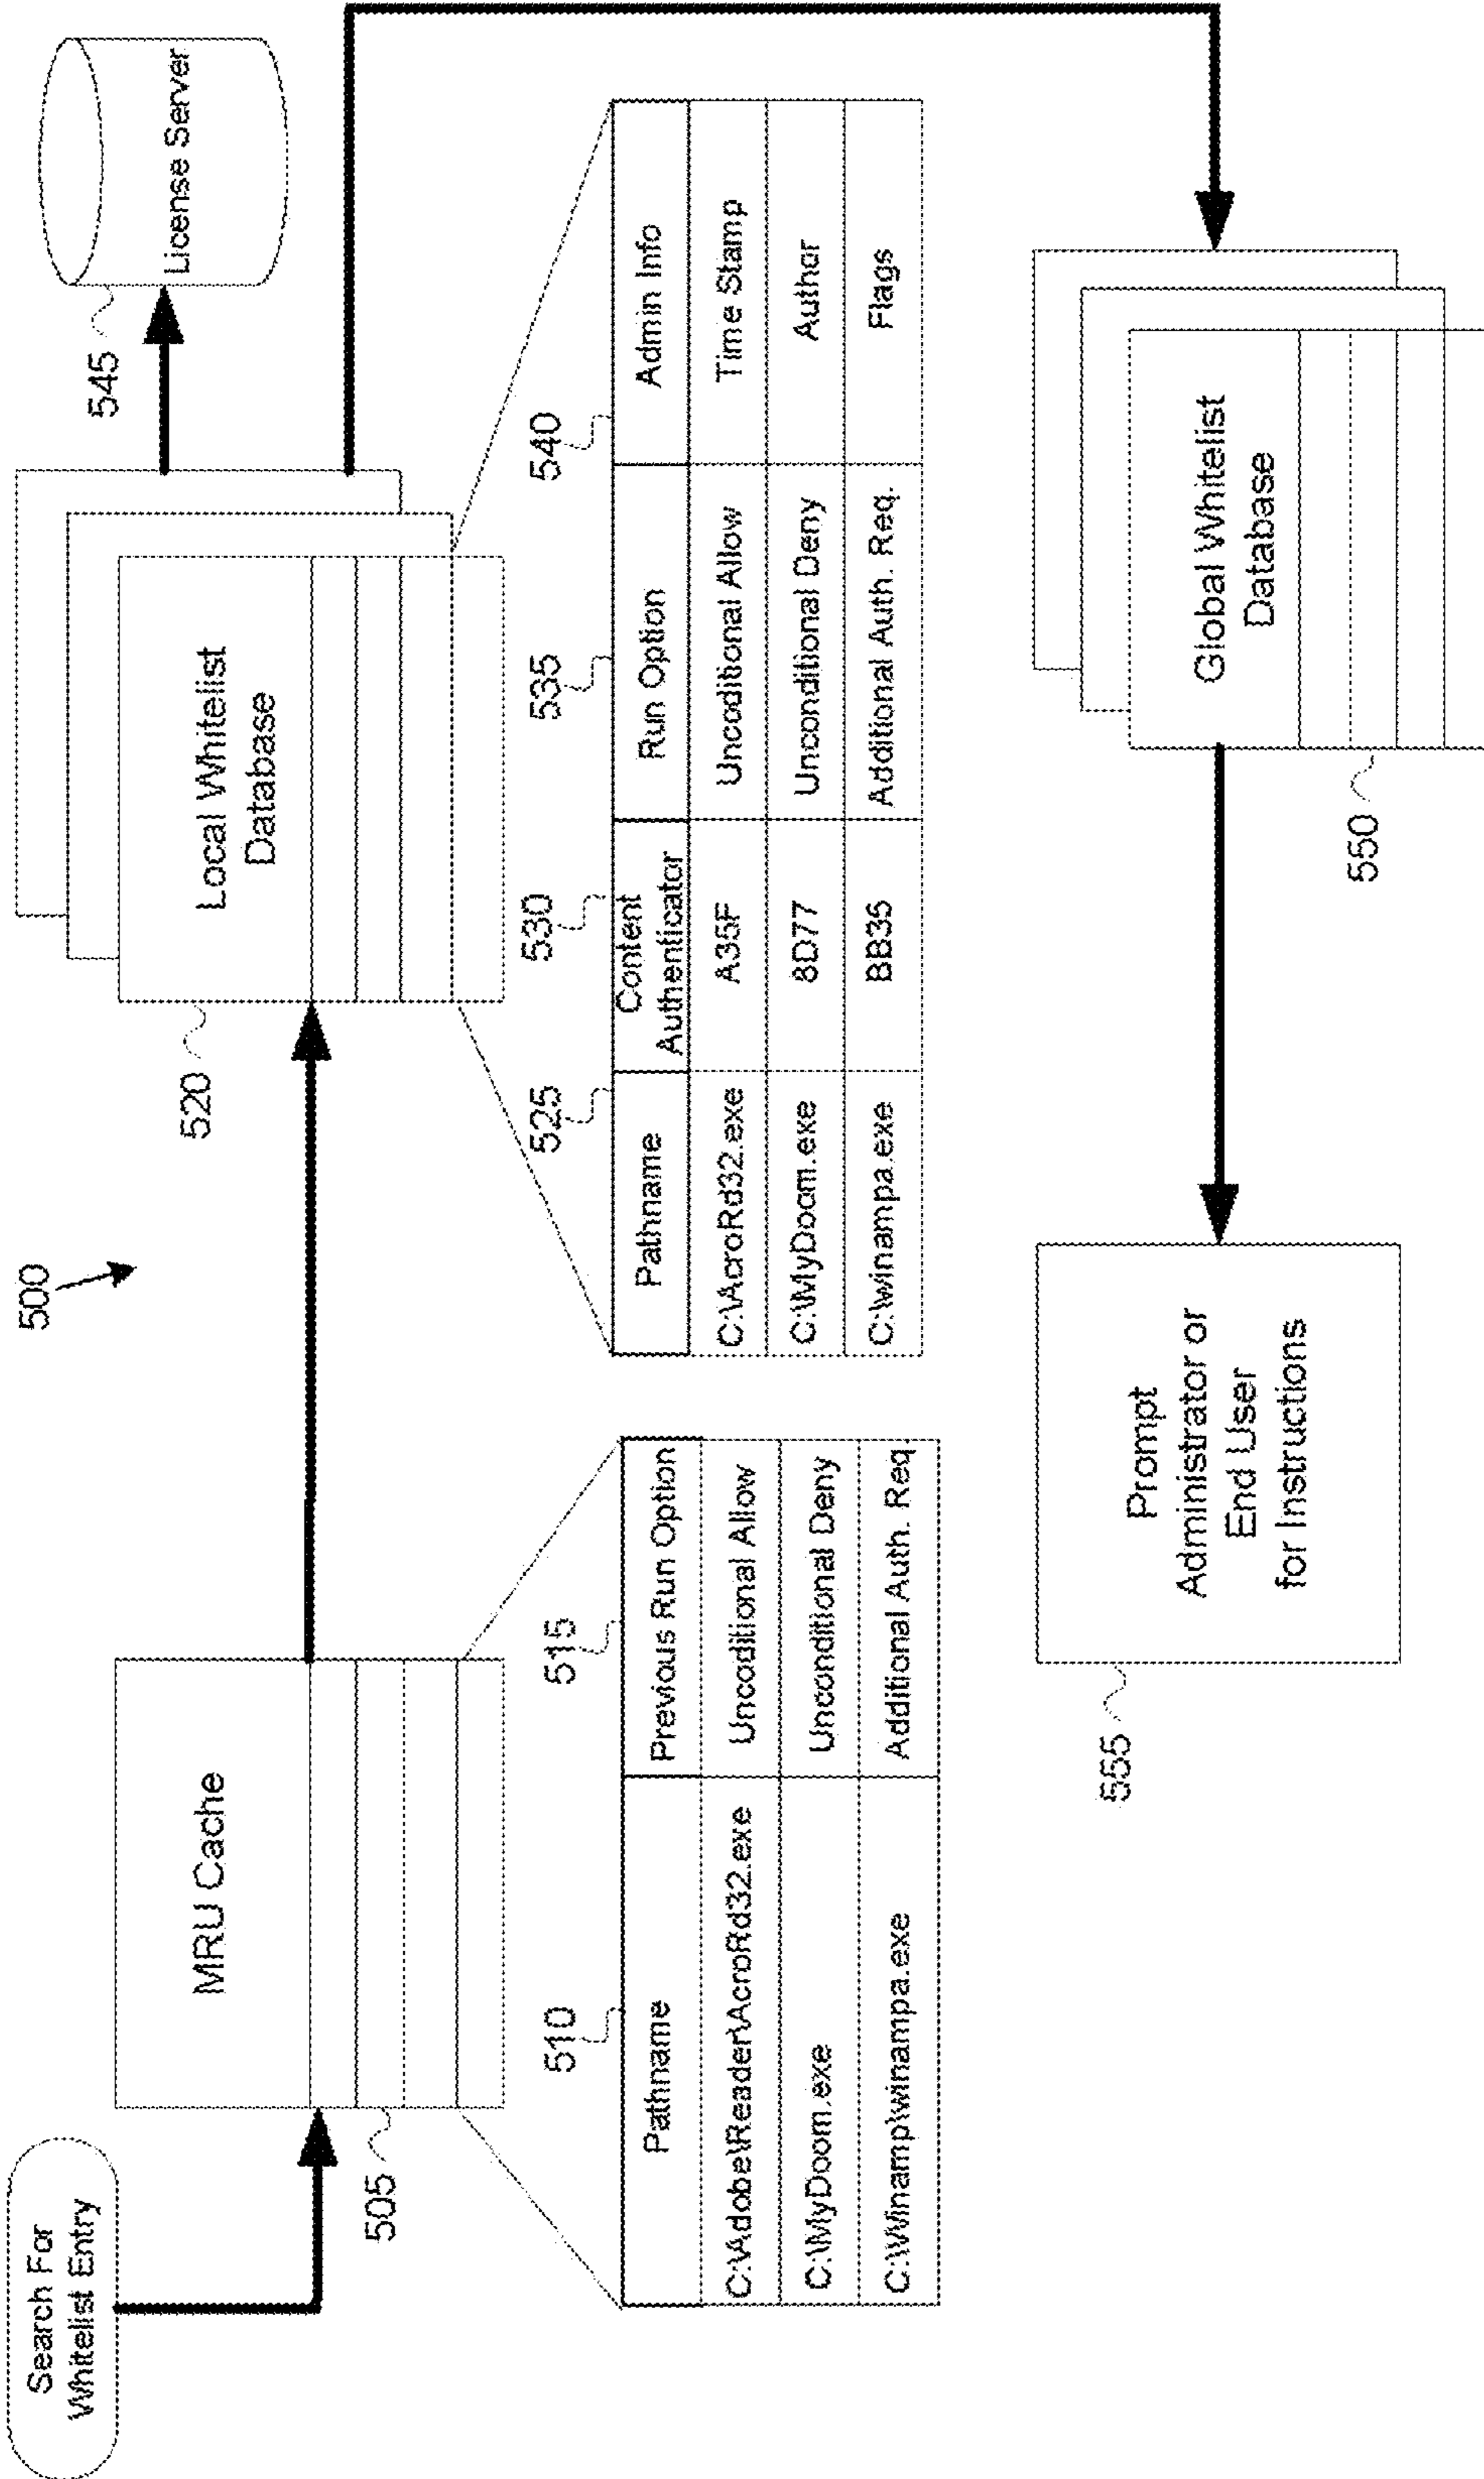 500
Search For
Whitelist Entry
MRU Cache
505
Local Whitelist
Database
520
License Server
545
510
515
Pathname
Previous Run Option
C:\Adobe\Reader\AcroRd32.exe
Uncoditional Allow
C:\MyDoom.exe
Unconditional Deny
C:\Winamp\winampa.exe
Additional Auth. Req
525
530
535
540
Pathname
Content
Authenticator
Run Option
Admin Info
C:\AcroRd32.exe
A35F
Uncoditional Allow
Time Stamp
C:\MyDoom.exe
8D77
Unconditional Deny
Author
C:\winampa.exe
BB35
Additional Auth. Req.
Flags
555
Prompt
Administrator or
End User
for Instructions
Global Whitelist
Database
550